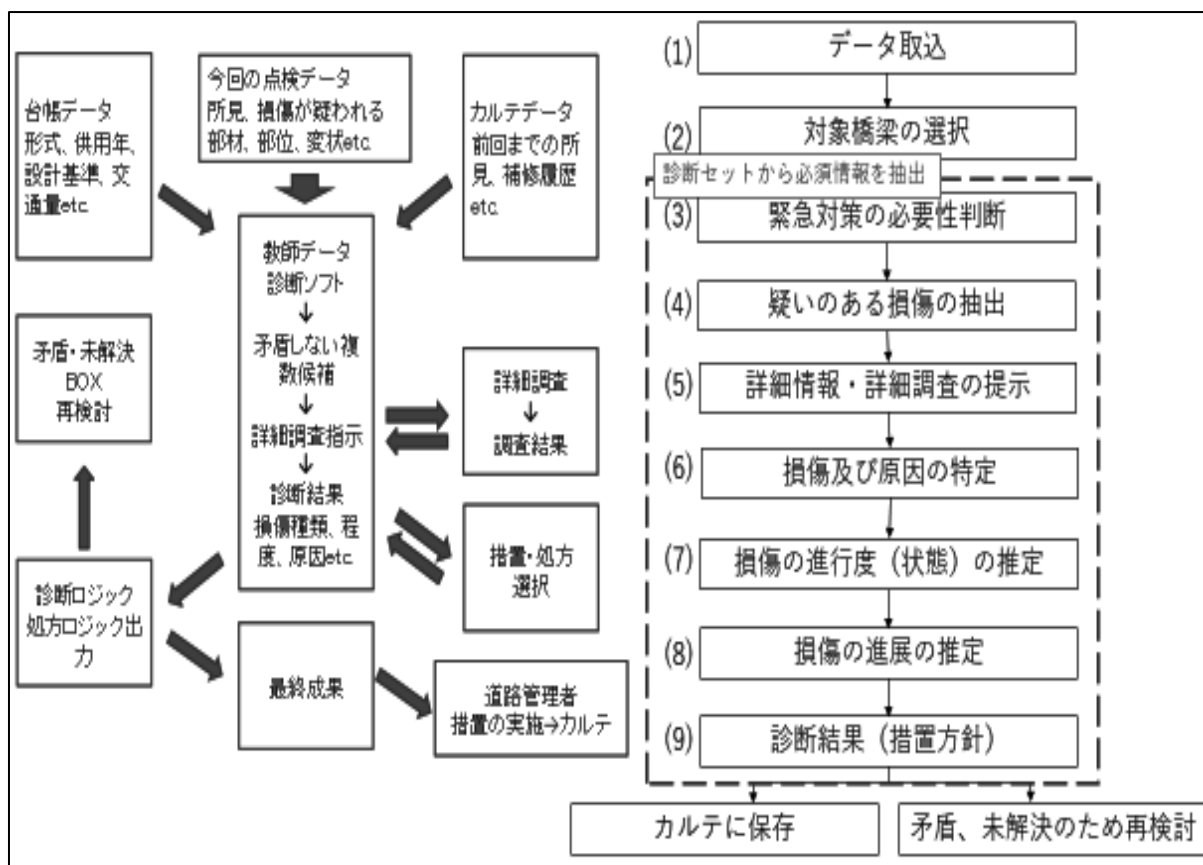 台帳データ
形式、供用年、
設計基準、交
通量etc
今回の点検データ
所見、損傷が疑われる
部材、部位、変状etc
カルテデータ
前回までの所
見、補修履歴
etc
教師データ
診断ソフト
↓
矛盾しない複
数候補
↓
詳細調査指示
↓
診断結果
損傷種類、程
度、原因etc
矛盾・未解決
BOX
再検討
詳細調査
↓
調査結果
措置・処方
選択
診断ロジック
処方ロジック出
力
最終成果
道路管理者
措置の実施→カルテ
(1) データ取込
(2) 対象橋梁の選択
診断セットから必須情報を抽出
(3) 緊急対策の必要性判断
(4) 疑いのある損傷の抽出
(5) 詳細情報・詳細調査の提示
(6) 損傷及び原因の特定
(7) 損傷の進行度（状態）の推定
(8) 損傷の進展の推定
(9) 診断結果（措置方針）
カルテに保存
矛盾、未解決のため再検討